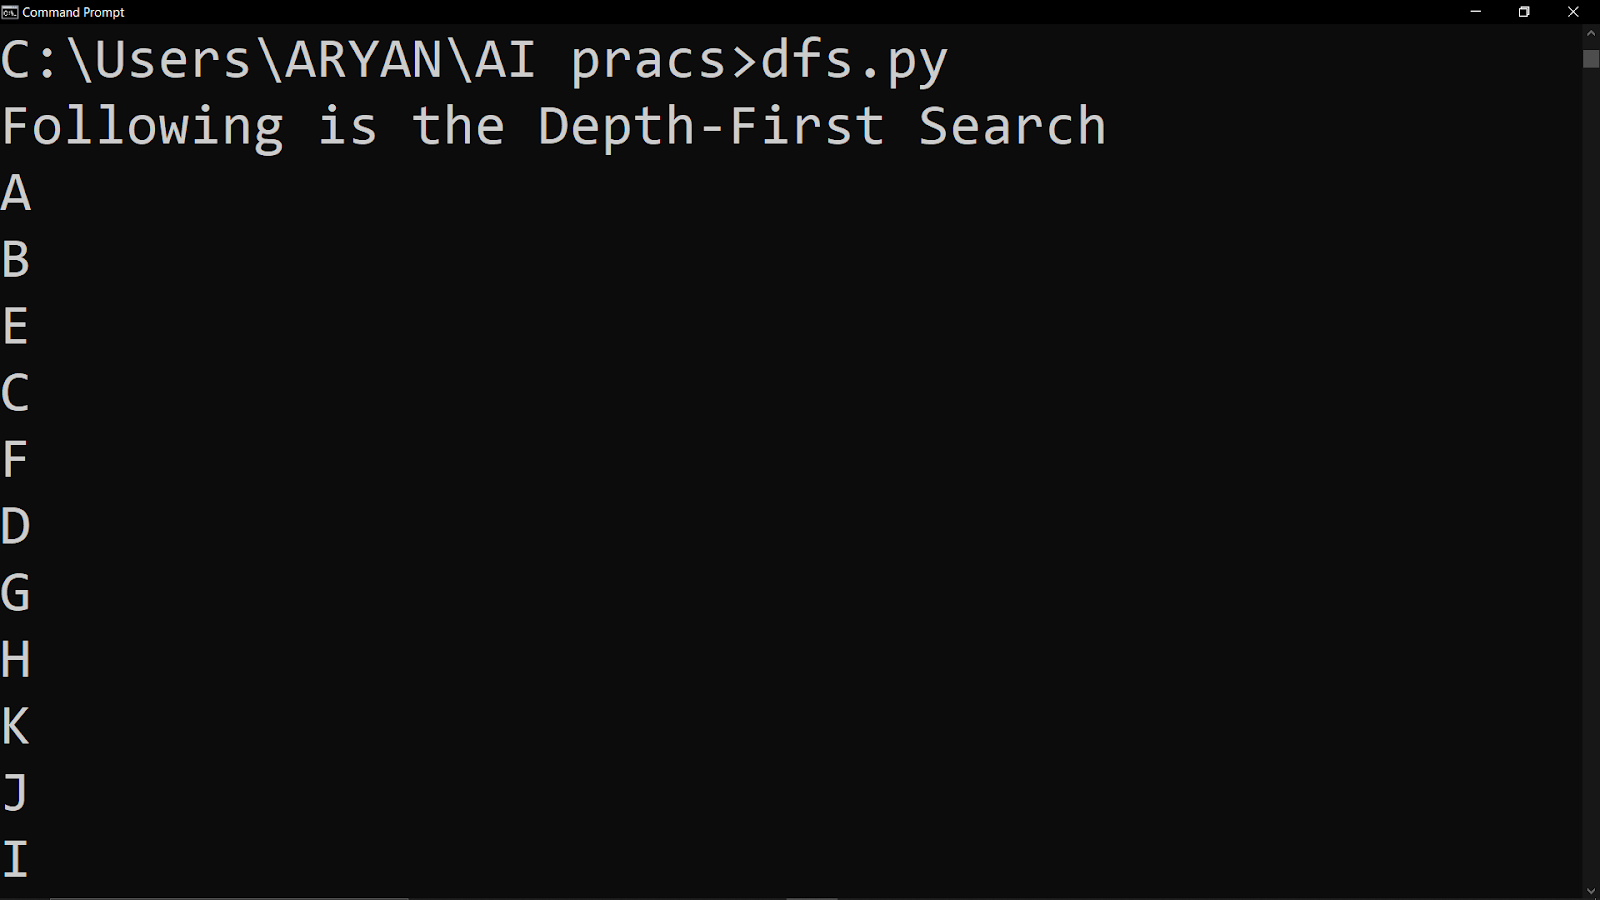 Command Prompt
C:\Users\ARYAN\AI pracs>dfs.py
Following is the Depth-First Search
A
B
E
C
F
D
G
H
K
J
I